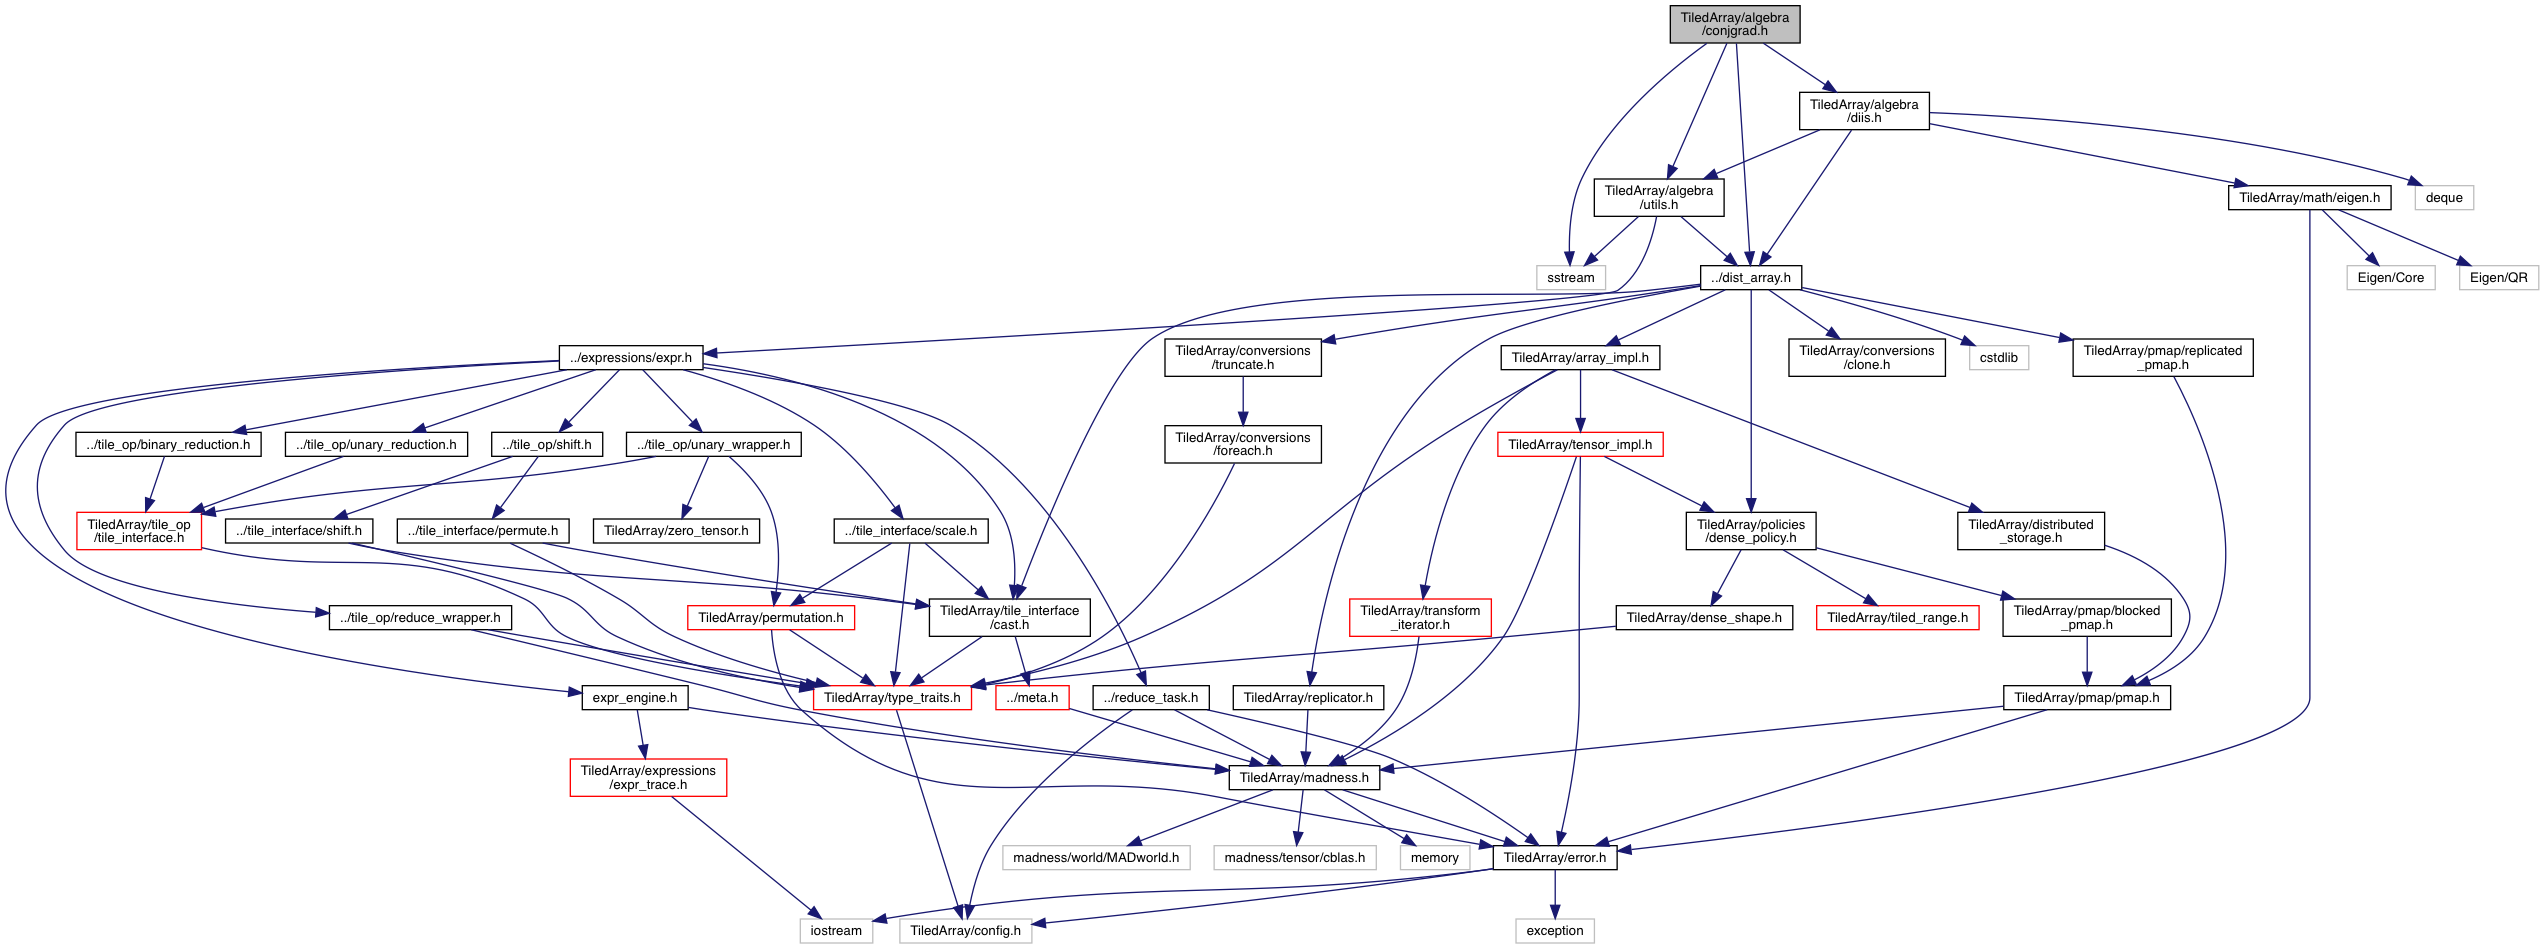 TiledArray/algebra
/conjgrad.h
TiledArray/algebra
/diis.h
TiledArray/algebra
/utils.h
TiledArray/math/eigen.h
deque
sstream
../dist_array.h
Eigen/Core
Eigen/QR
../expressions/expr.h
TiledArray/conversions
/truncate.h
TiledArray/array_impl.h
TiledArray/conversions
/clone.h
cstdlib
TiledArray/pmap/replicated
_pmap.h
../tile_op/binary_reduction.h
../tile_op/unary_reduction.h
../tile_op/shift.h
../tile_op/unary_wrapper.h
TiledArray/conversions
/foreach.h
TiledArray/tensor_impl.h
TiledArray/tile_op
/tile_interface.h
../tile_interface/shift.h
../tile_interface/permute.h
TiledArray/zero_tensor.h
../tile_interface/scale.h
TiledArray/policies
/dense_policy.h
TiledArray/distributed
_storage.h
../tile_op/reduce_wrapper.h
TiledArray/permutation.h
TiledArray/tile_interface
/cast.h
TiledArray/transform
_iterator.h
TiledArray/dense_shape.h
TiledArray/tiled_range.h
TiledArray/pmap/blocked
_pmap.h
expr_engine.h
TiledArray/type_traits.h
../meta.h
../reduce_task.h
TiledArray/replicator.h
TiledArray/pmap/pmap.h
TiledArray/expressions
/expr_trace.h
TiledArray/madness.h
madness/world/MADworld.h
madness/tensor/cblas.h
memory
TiledArray/error.h
iostream
TiledArray/config.h
exception